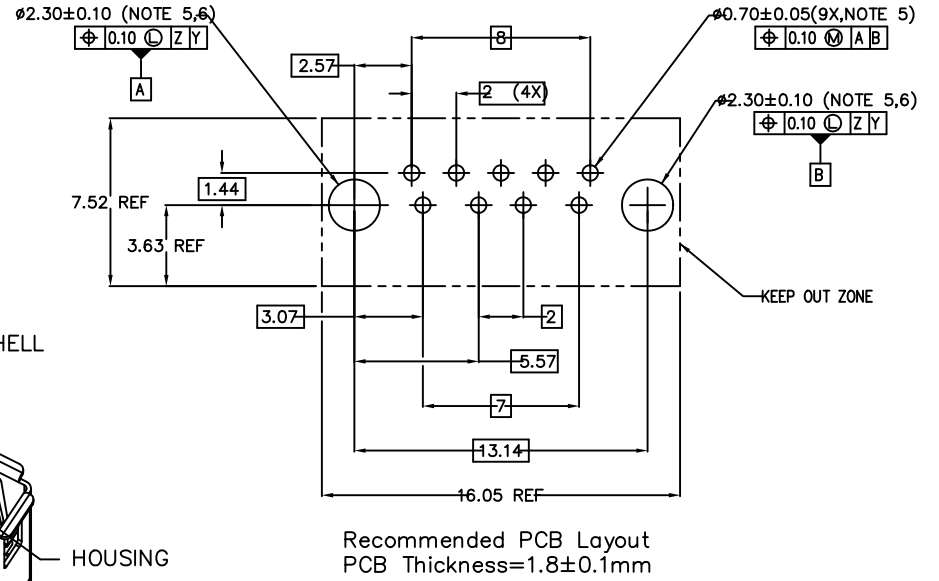 ø2.30±0.10 (NOTE 5,6)
⌖ 0.10 Ⓛ Z Y
A
8
2.57
2 (4X)
ø0.70±0.05(9X,NOTE 5)
⌖ 0.10 Ⓜ A B
ø2.30±0.10 (NOTE 5,6)
⌖ 0.10 Ⓛ Z Y
B
1.44
7.52 REF
3.63 REF
KEEP OUT ZONE
3.07
2
HELL
5.57
7
13.14
16.05 REF
HOUSING
Recommended PCB Layout
PCB Thickness=1.8±0.1mm